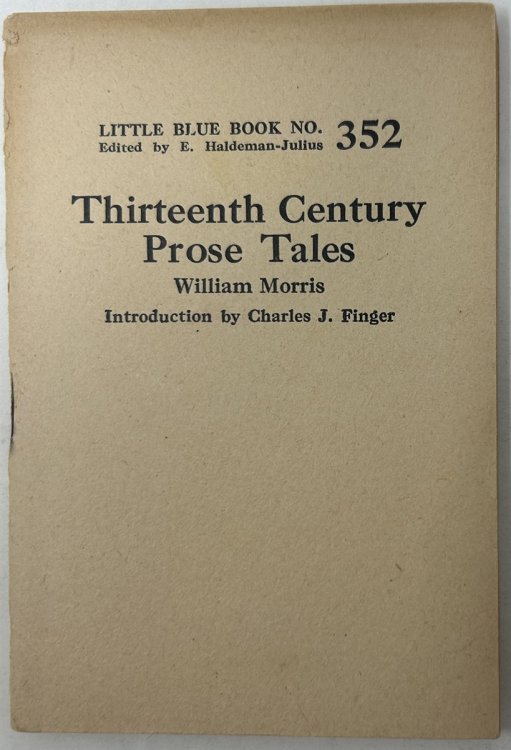 LITTLE BLUE BOOK NO. 352
Edited by E. Haldeman-Julius
Thirteenth Century
Prose Tales
William Morris
Introduction by Charles J. Finger